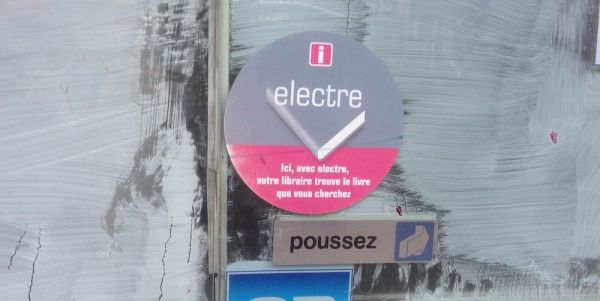 i
electre
Ici, avec electre,
votre libraire trouve le livre
que vous cherchez
poussez